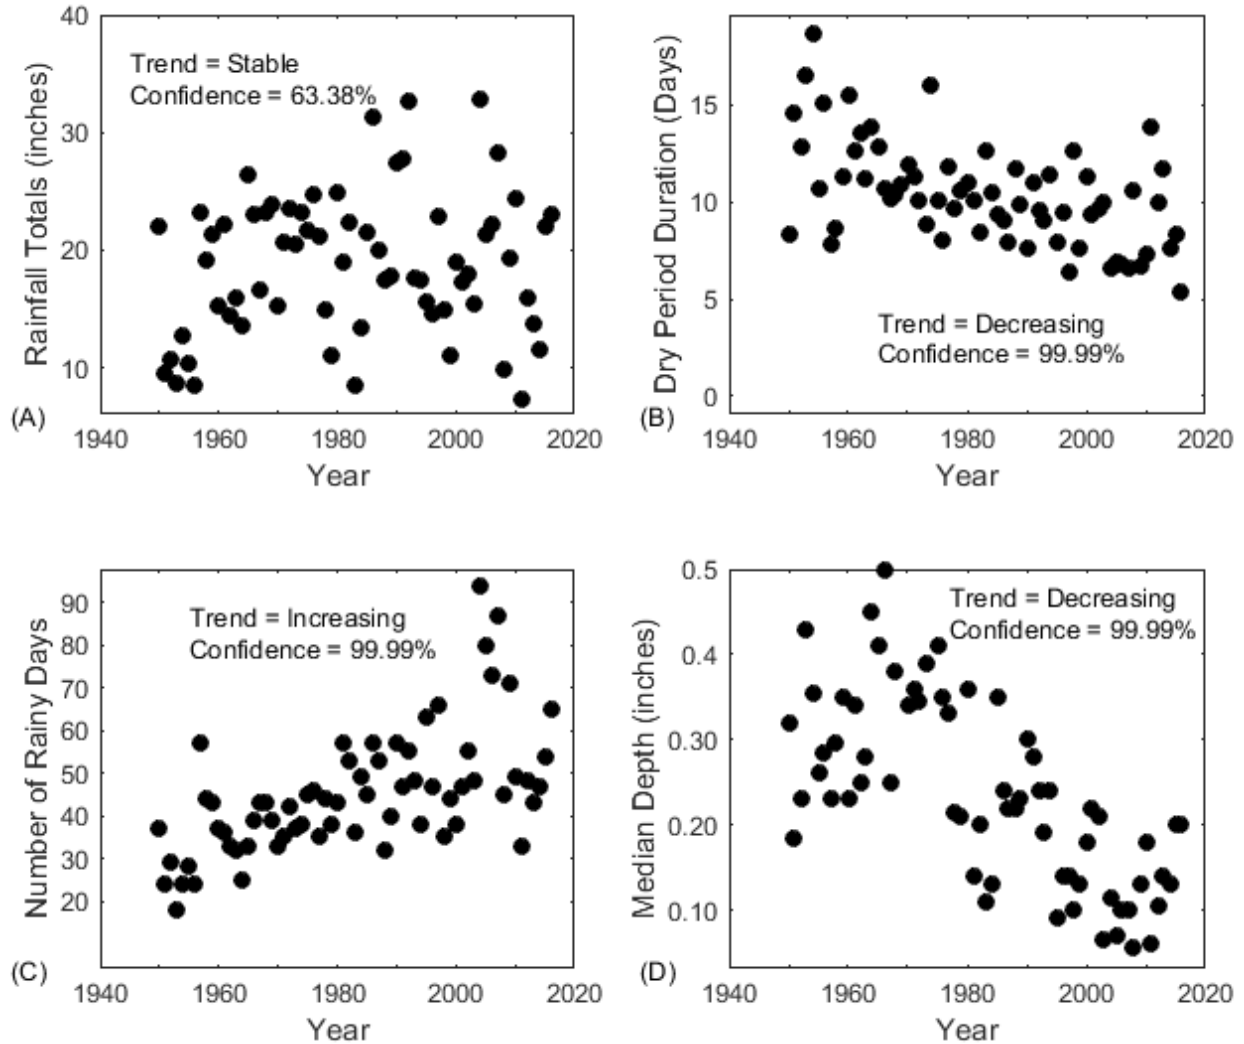 40
30
20
10
Rainfall Totals (inches)
Trend = Stable
Confidence = 63.38%
(A)
1940 1960 1980 2000 2020
Year
15
10
5
0
Dry Period Duration (Days)
Trend = Decreasing
Confidence = 99.99%
(B)
1940 1960 1980 2000 2020
Year
90
80
70
60
50
40
30
20
Number of Rainy Days
Trend = Increasing
Confidence = 99.99%
(C)
1940 1960 1980 2000 2020
Year
0.5
0.4
0.30
0.20
0.10
Median Depth (inches)
Trend = Decreasing
Confidence = 99.99%
(D)
1940 1960 1980 2000 2020
Year